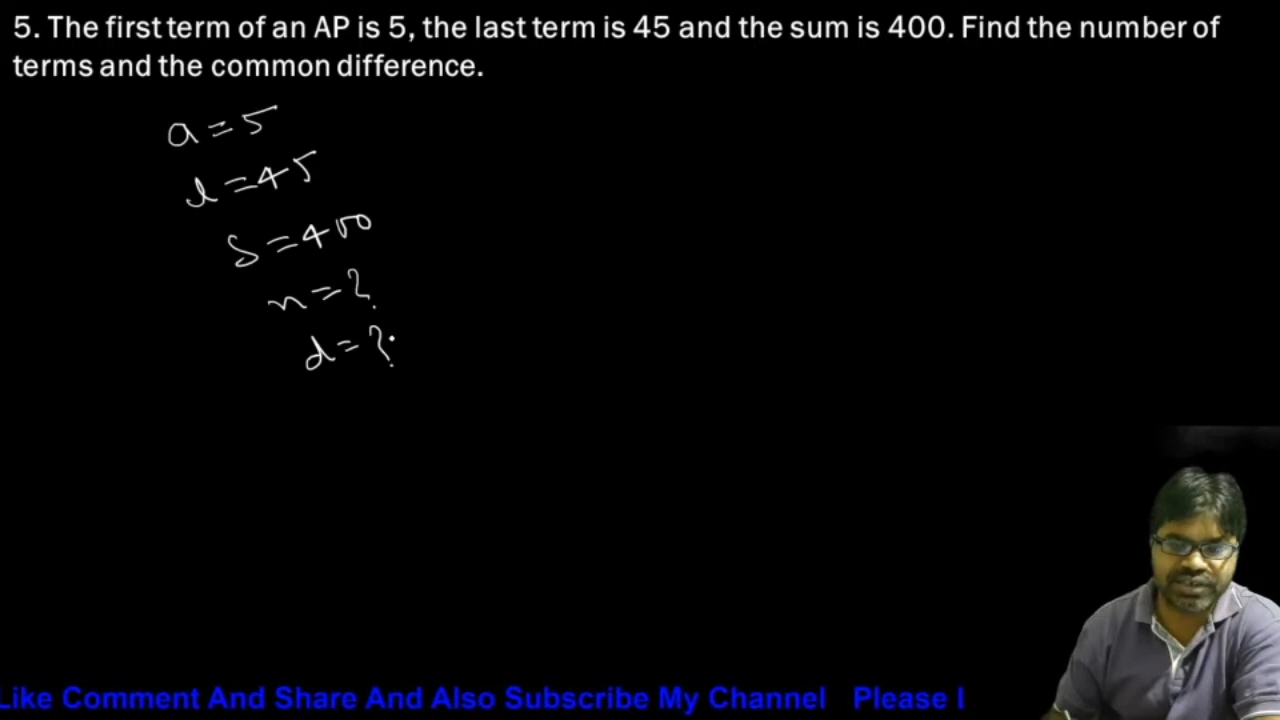 5. The first term of an AP is 5, the last term is 45 and the sum is 400. Find the number of
terms and the common difference.
a = 5
l = 45
S = 400
n = ?
d = ?
Like Comment And Share And Also Subscribe My Channel Please l